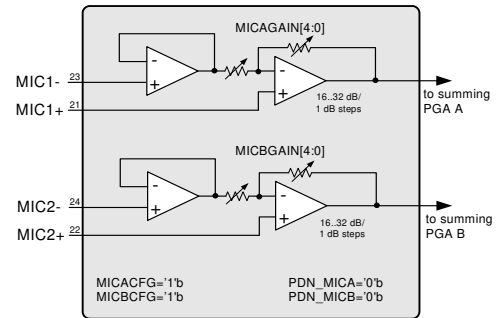 MICAGAIN[4:0]
23
MIC1-
-
+
-
+
21
MIC1+
16..32 dB/
1 dB steps
to summing
PGA A
MICBGAIN[4:0]
24
MIC2-
-
+
-
+
22
MIC2+
16..32 dB/
1 dB steps
to summing
PGA B
MICACFG='1'b PDN_MICA='0'b
MICBCFG='1'b PDN_MICB='0'b